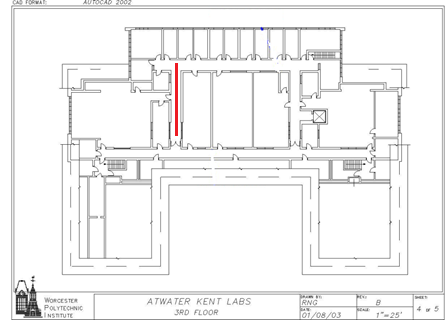 CAD FORMAT: AUTOCAD 2002
WORCESTER
POLYTECHNIC
INSTITUTE
ATWATER KENT LABS
3RD FLOOR
DRAWN BY:
RNG
DATE:
01/08/03
REV.:
B
SCALE:
1"=25'
SHEET:
4 OF 5